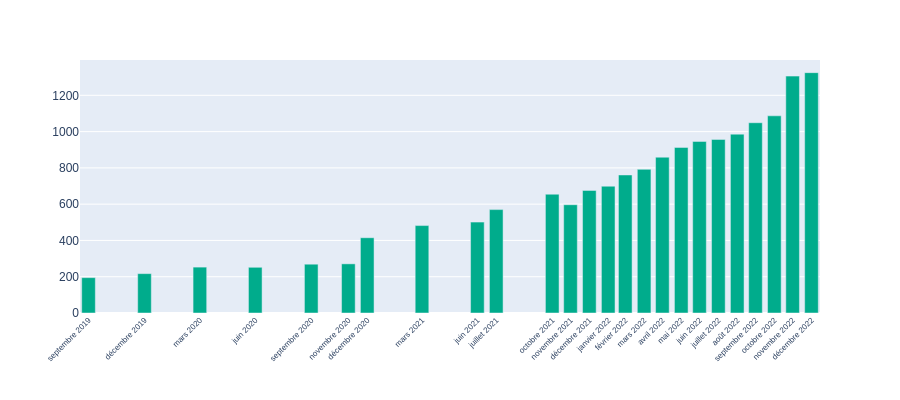 1200
1000
800
600
400
200
0
septembre 2019
décembre 2019
mars 2020
juin 2020
septembre 2020
novembre 2020
décembre 2020
mars 2021
juin 2021
juillet 2021
octobre 2021
novembre 2021
décembre 2021
janvier 2022
février 2022
mars 2022
avril 2022
mai 2022
juin 2022
juillet 2022
août 2022
septembre 2022
octobre 2022
novembre 2022
décembre 2022